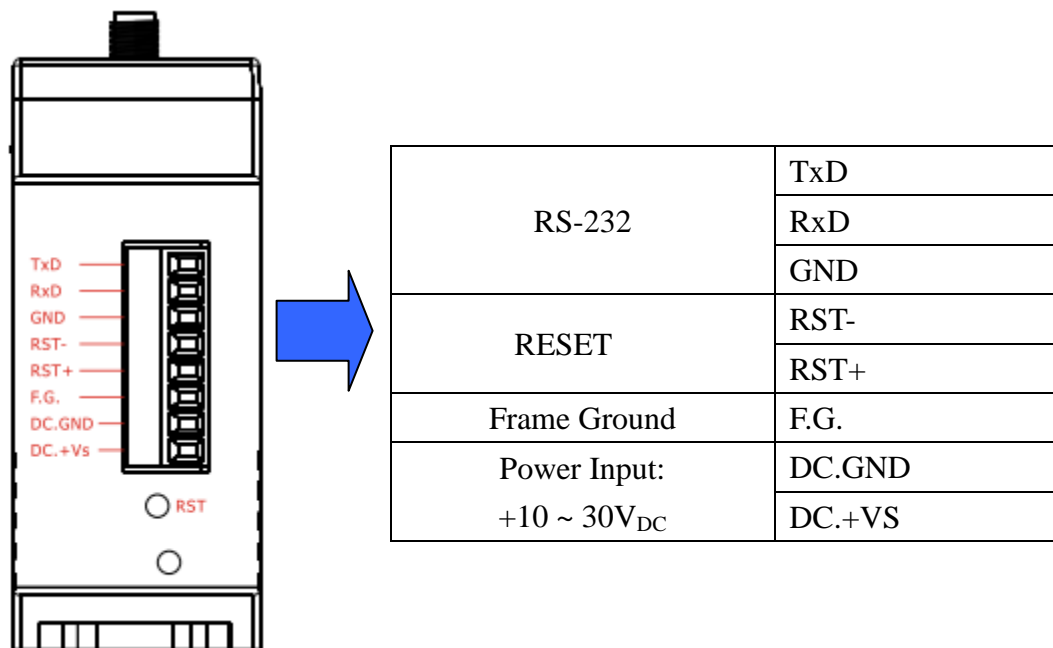 TxD
RxD
GND
RST-
RST+
F.G.
DC.GND
DC.+Vs
RST
RS-232
TxD
RxD
GND
RESET
RST-
RST+
Frame Ground
F.G.
Power Input:
+10 ~ 30VDC
DC.GND
DC.+VS